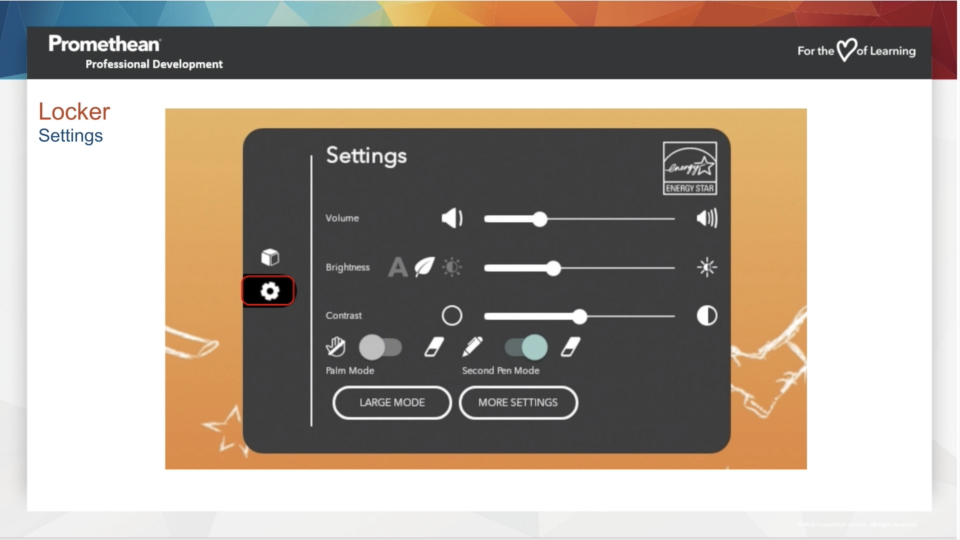 Promethean
Professional Development
For the of Learning
Locker
Settings
Settings
energy
ENERGY STAR
Volume
Brightness A
Contrast
Palm Mode Second Pen Mode
LARGE MODE MORE SETTINGS